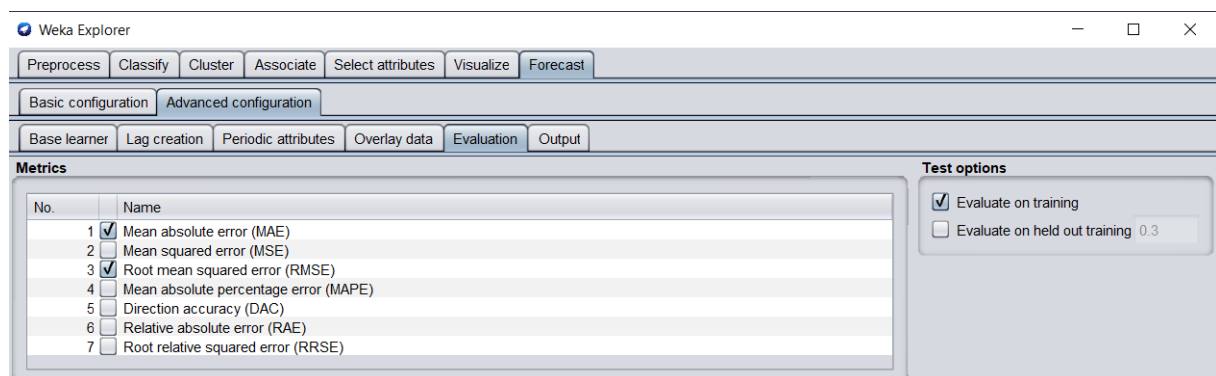 Weka Explorer
Preprocess Classify Cluster Associate Select attributes Visualize Forecast
Basic configuration Advanced configuration
Base learner Lag creation Periodic attributes Overlay data Evaluation Output
Metrics
No. Name
1 Mean absolute error (MAE)
2 Mean squared error (MSE)
3 Root mean squared error (RMSE)
4 Mean absolute percentage error (MAPE)
5 Direction accuracy (DAC)
6 Relative absolute error (RAE)
7 Root relative squared error (RRSE)
Test options
Evaluate on training
Evaluate on held out training 0.3